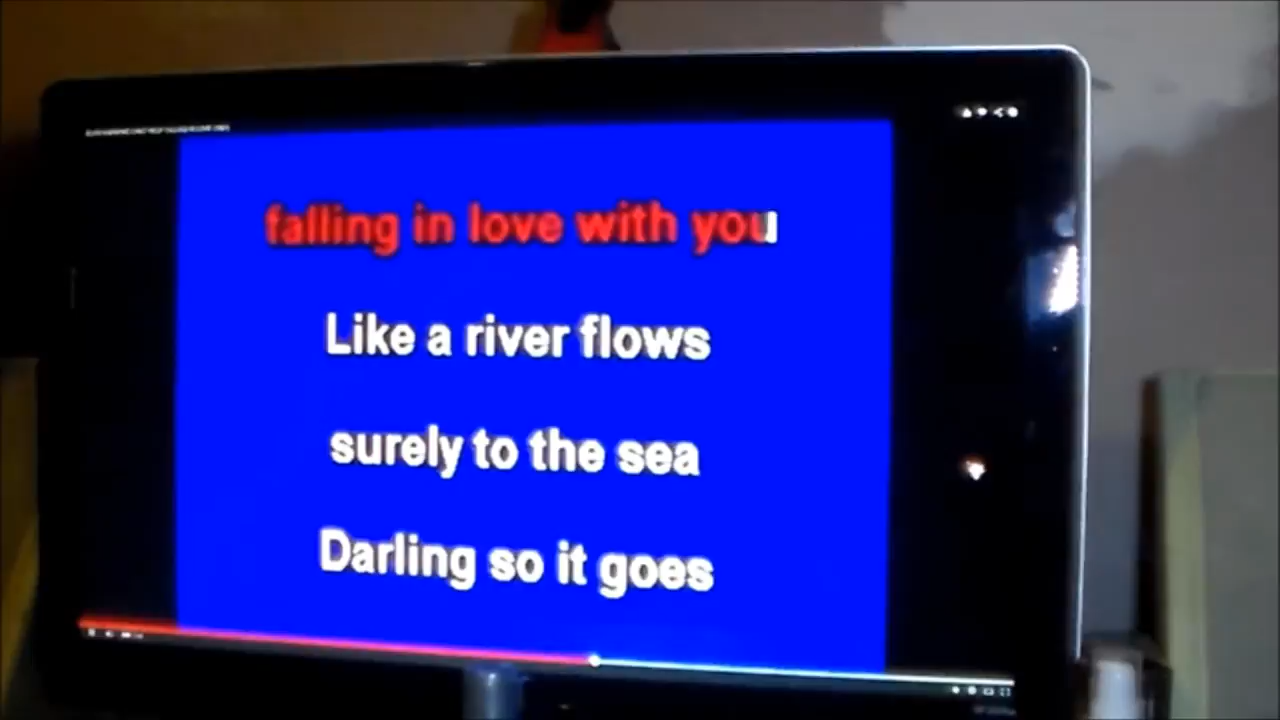 falling in love with you
Like a river flows
surely to the sea
Darling so it goes